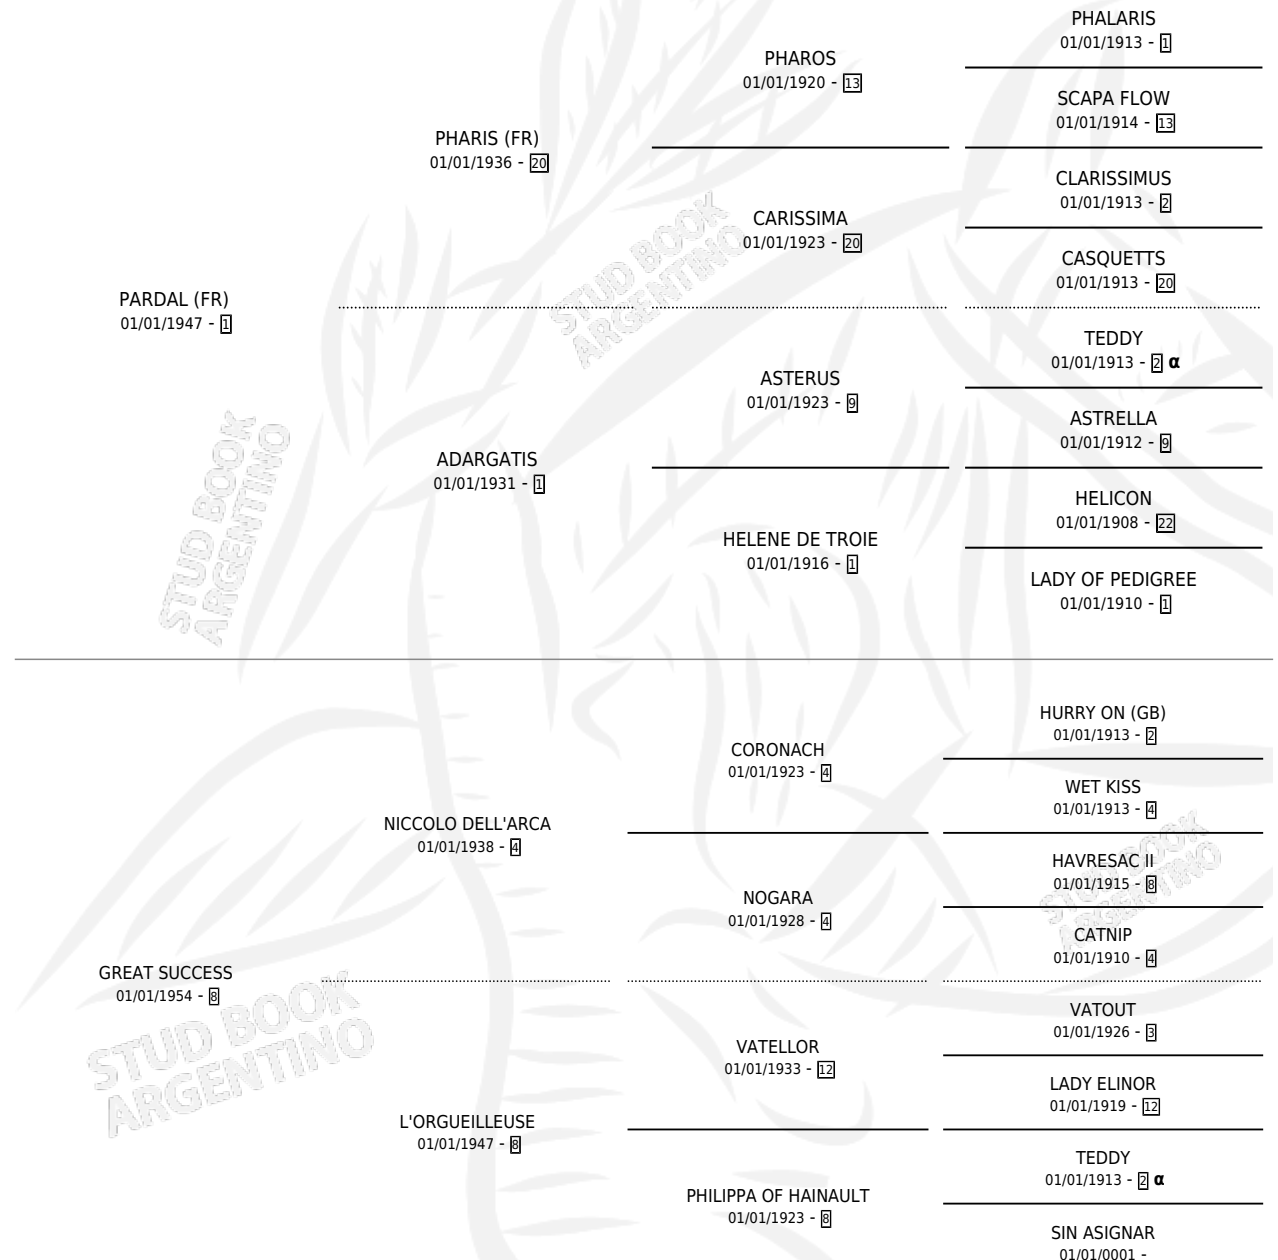 PHALARIS
01/01/1913 - 1
PHAROS
01/01/1920 - 13
SCAPA FLOW
01/01/1914 - 13
PHARIS (FR)
01/01/1936 - 20
CLARISSIMUS
01/01/1913 - 2
CARISSIMA
01/01/1923 - 20
CASQUETTS
01/01/1913 - 20
PARDAL (FR)
01/01/1947 - 1
TEDDY
01/01/1913 - 2 α
ASTERUS
01/01/1923 - 9
ASTRELLA
01/01/1912 - 9
ADARGATIS
01/01/1931 - 1
HELICON
01/01/1908 - 22
HELENE DE TROIE
01/01/1916 - 1
LADY OF PEDIGREE
01/01/1910 - 1
HURRY ON (GB)
01/01/1913 - 2
CORONACH
01/01/1923 - 4
WET KISS
01/01/1913 - 4
NICCOLO DELL'ARCA
01/01/1938 - 4
HAVRESAC II
01/01/1915 - 8
NOGARA
01/01/1928 - 4
CATNIP
01/01/1910 - 4
GREAT SUCCESS
01/01/1954 - 8
VATOUT
01/01/1926 - 3
VATELLOR
01/01/1933 - 12
LADY ELINOR
01/01/1919 - 12
L'ORGUEILLEUSE
01/01/1947 - 8
TEDDY
01/01/1913 - 2 α
PHILIPPA OF HAINAULT
01/01/1923 - 8
SIN ASIGNAR
01/01/0001 -
STUD BOOK
ARGENTINO
STUD BOOK
ARGENTINO
STUD BOOK
ARGENTINO
STUD BOOK
ARGENTINO